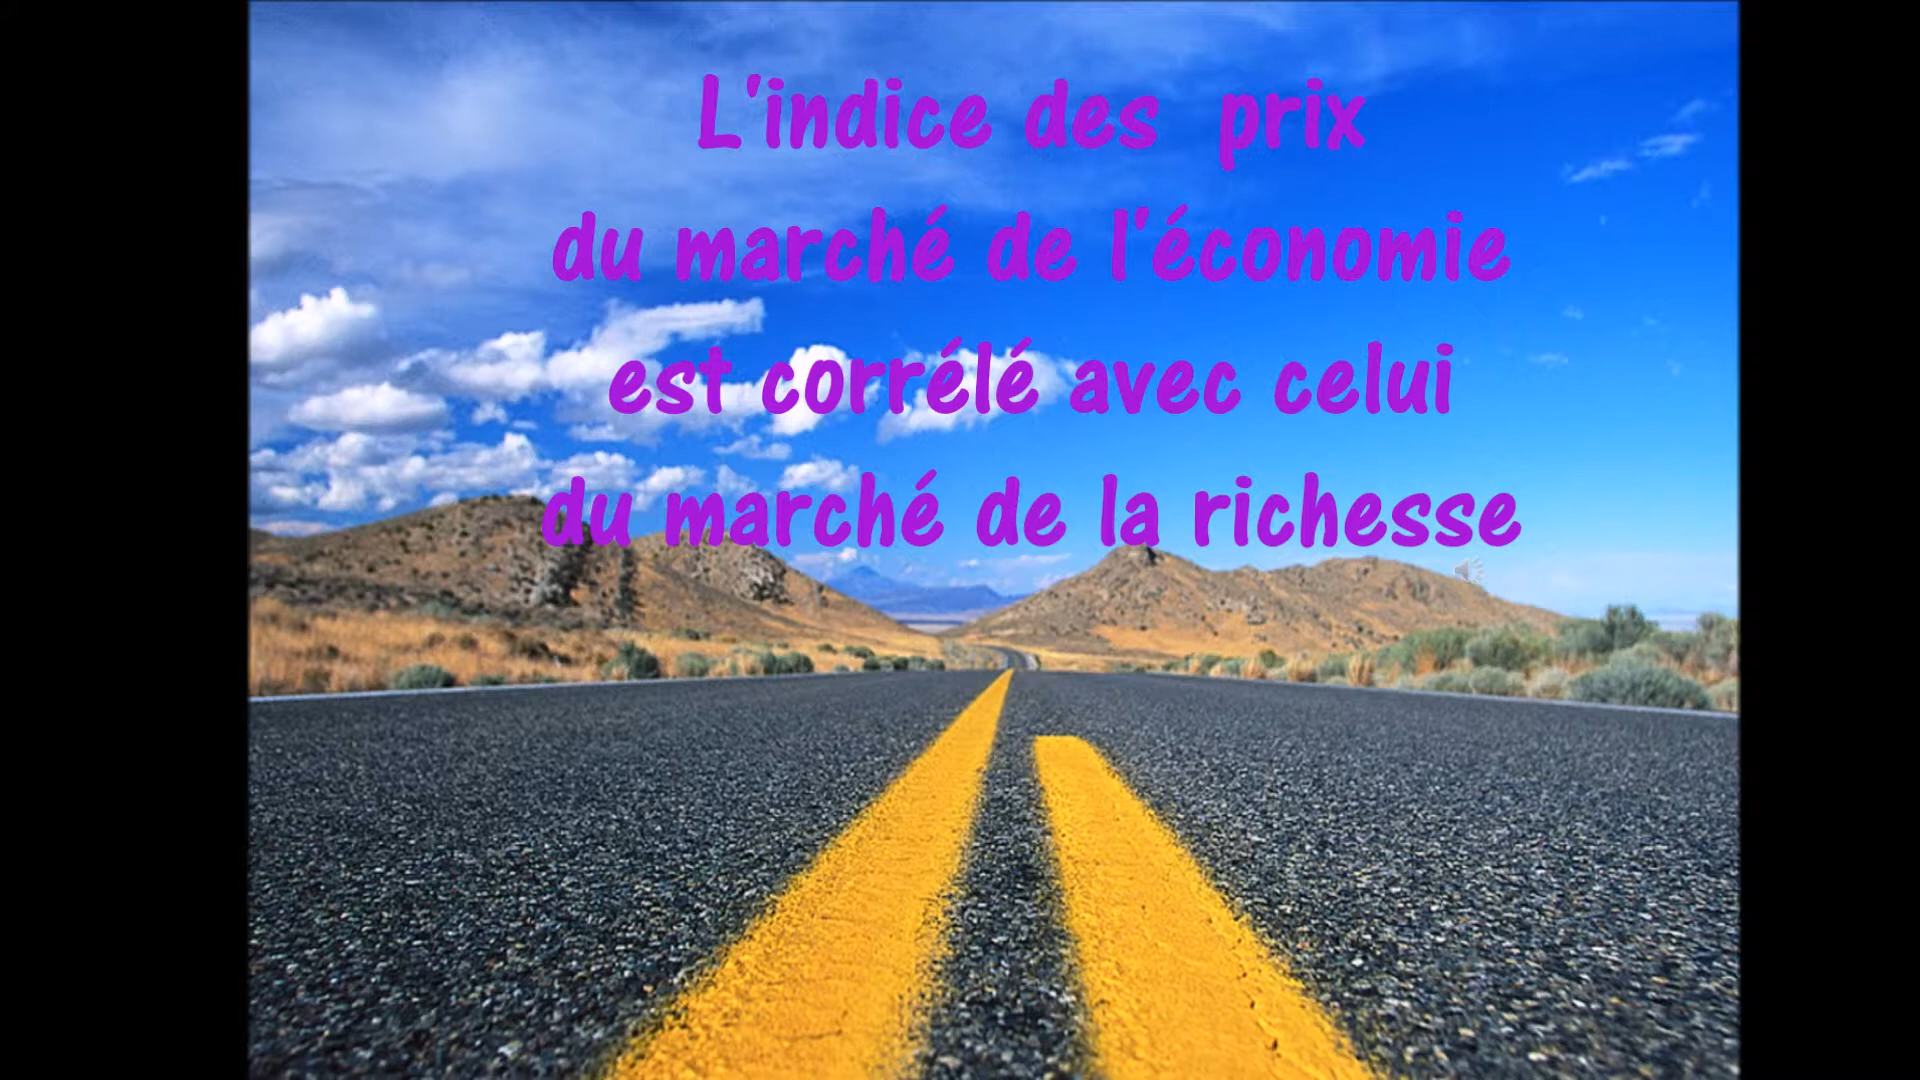 L'indice des  prix
du marché de l'économie
est corrélé avec celui
du marché de la richesse